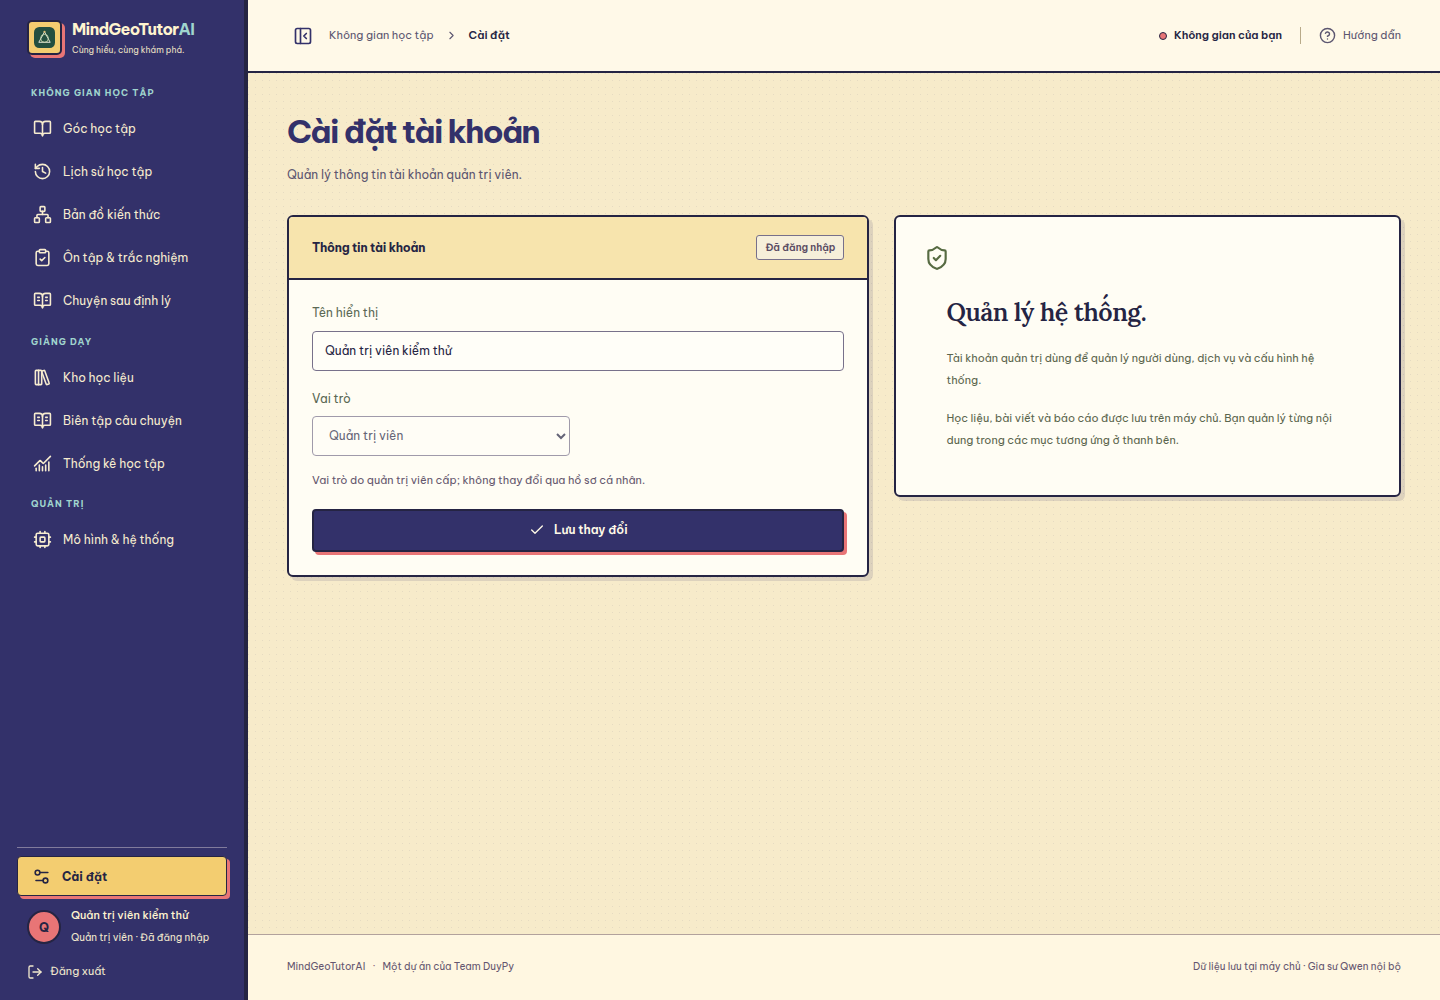 MindGeoTutorAI
Cùng hiểu, cùng khám phá.
KHÔNG GIAN HỌC TẬP
Góc học tập
Lịch sử học tập
Bản đồ kiến thức
Ôn tập & trắc nghiệm
Chuyện sau định lý
GIẢNG DẠY
Kho học liệu
Biên tập câu chuyện
Thống kê học tập
QUẢN TRỊ
Mô hình & hệ thống
Cài đặt
Q
Quản trị viên kiểm thử
Quản trị viên · Đã đăng nhập
Đăng xuất
Không gian học tập > Cài đặt
Không gian của bạn
Hướng dẫn
Cài đặt tài khoản
Quản lý thông tin tài khoản quản trị viên.
Thông tin tài khoản
Đã đăng nhập
Tên hiển thị
Quản trị viên kiểm thử
Vai trò
Quản trị viên
Vai trò do quản trị viên cấp; không thay đổi qua hồ sơ cá nhân.
Lưu thay đổi
Quản lý hệ thống.
Tài khoản quản trị dùng để quản lý người dùng, dịch vụ và cấu hình hệ
thống.
Học liệu, bài viết và báo cáo được lưu trên máy chủ. Bạn quản lý từng nội
dung trong các mục tương ứng ở thanh bên.
MindGeoTutorAI · Một dự án của Team DuyPy
Dữ liệu lưu tại máy chủ · Gia sư Qwen nội bộ